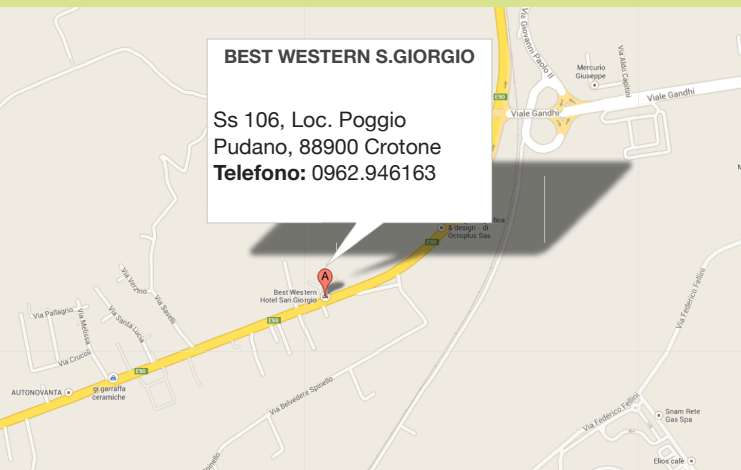 BEST WESTERN S.GIORGIO
Ss 106, Loc. Poggio
Pudano, 88900 Crotone
Telefono: 0962.946163
Via Giovanni Paolo II
Mercurio
Giuseppe
Via Aldo Capitini
E90
Viale Gandhi
Viale Gandhi
& design - di
Octoplus Sas
E90
A
Best Western
Hotel San Giorgio
Via Verzino
Via Savelli
Via Pallagrio
Via Melissa
Via Santa Lucia
E90
Via Crucoli
E90
AUTONOVANTA
gi.garraffa
ceramiche
Via Belvedere Spinello
Via Federico Fellini
Via Federico Fellini
Snam Rete
Gas Spa
Elios café